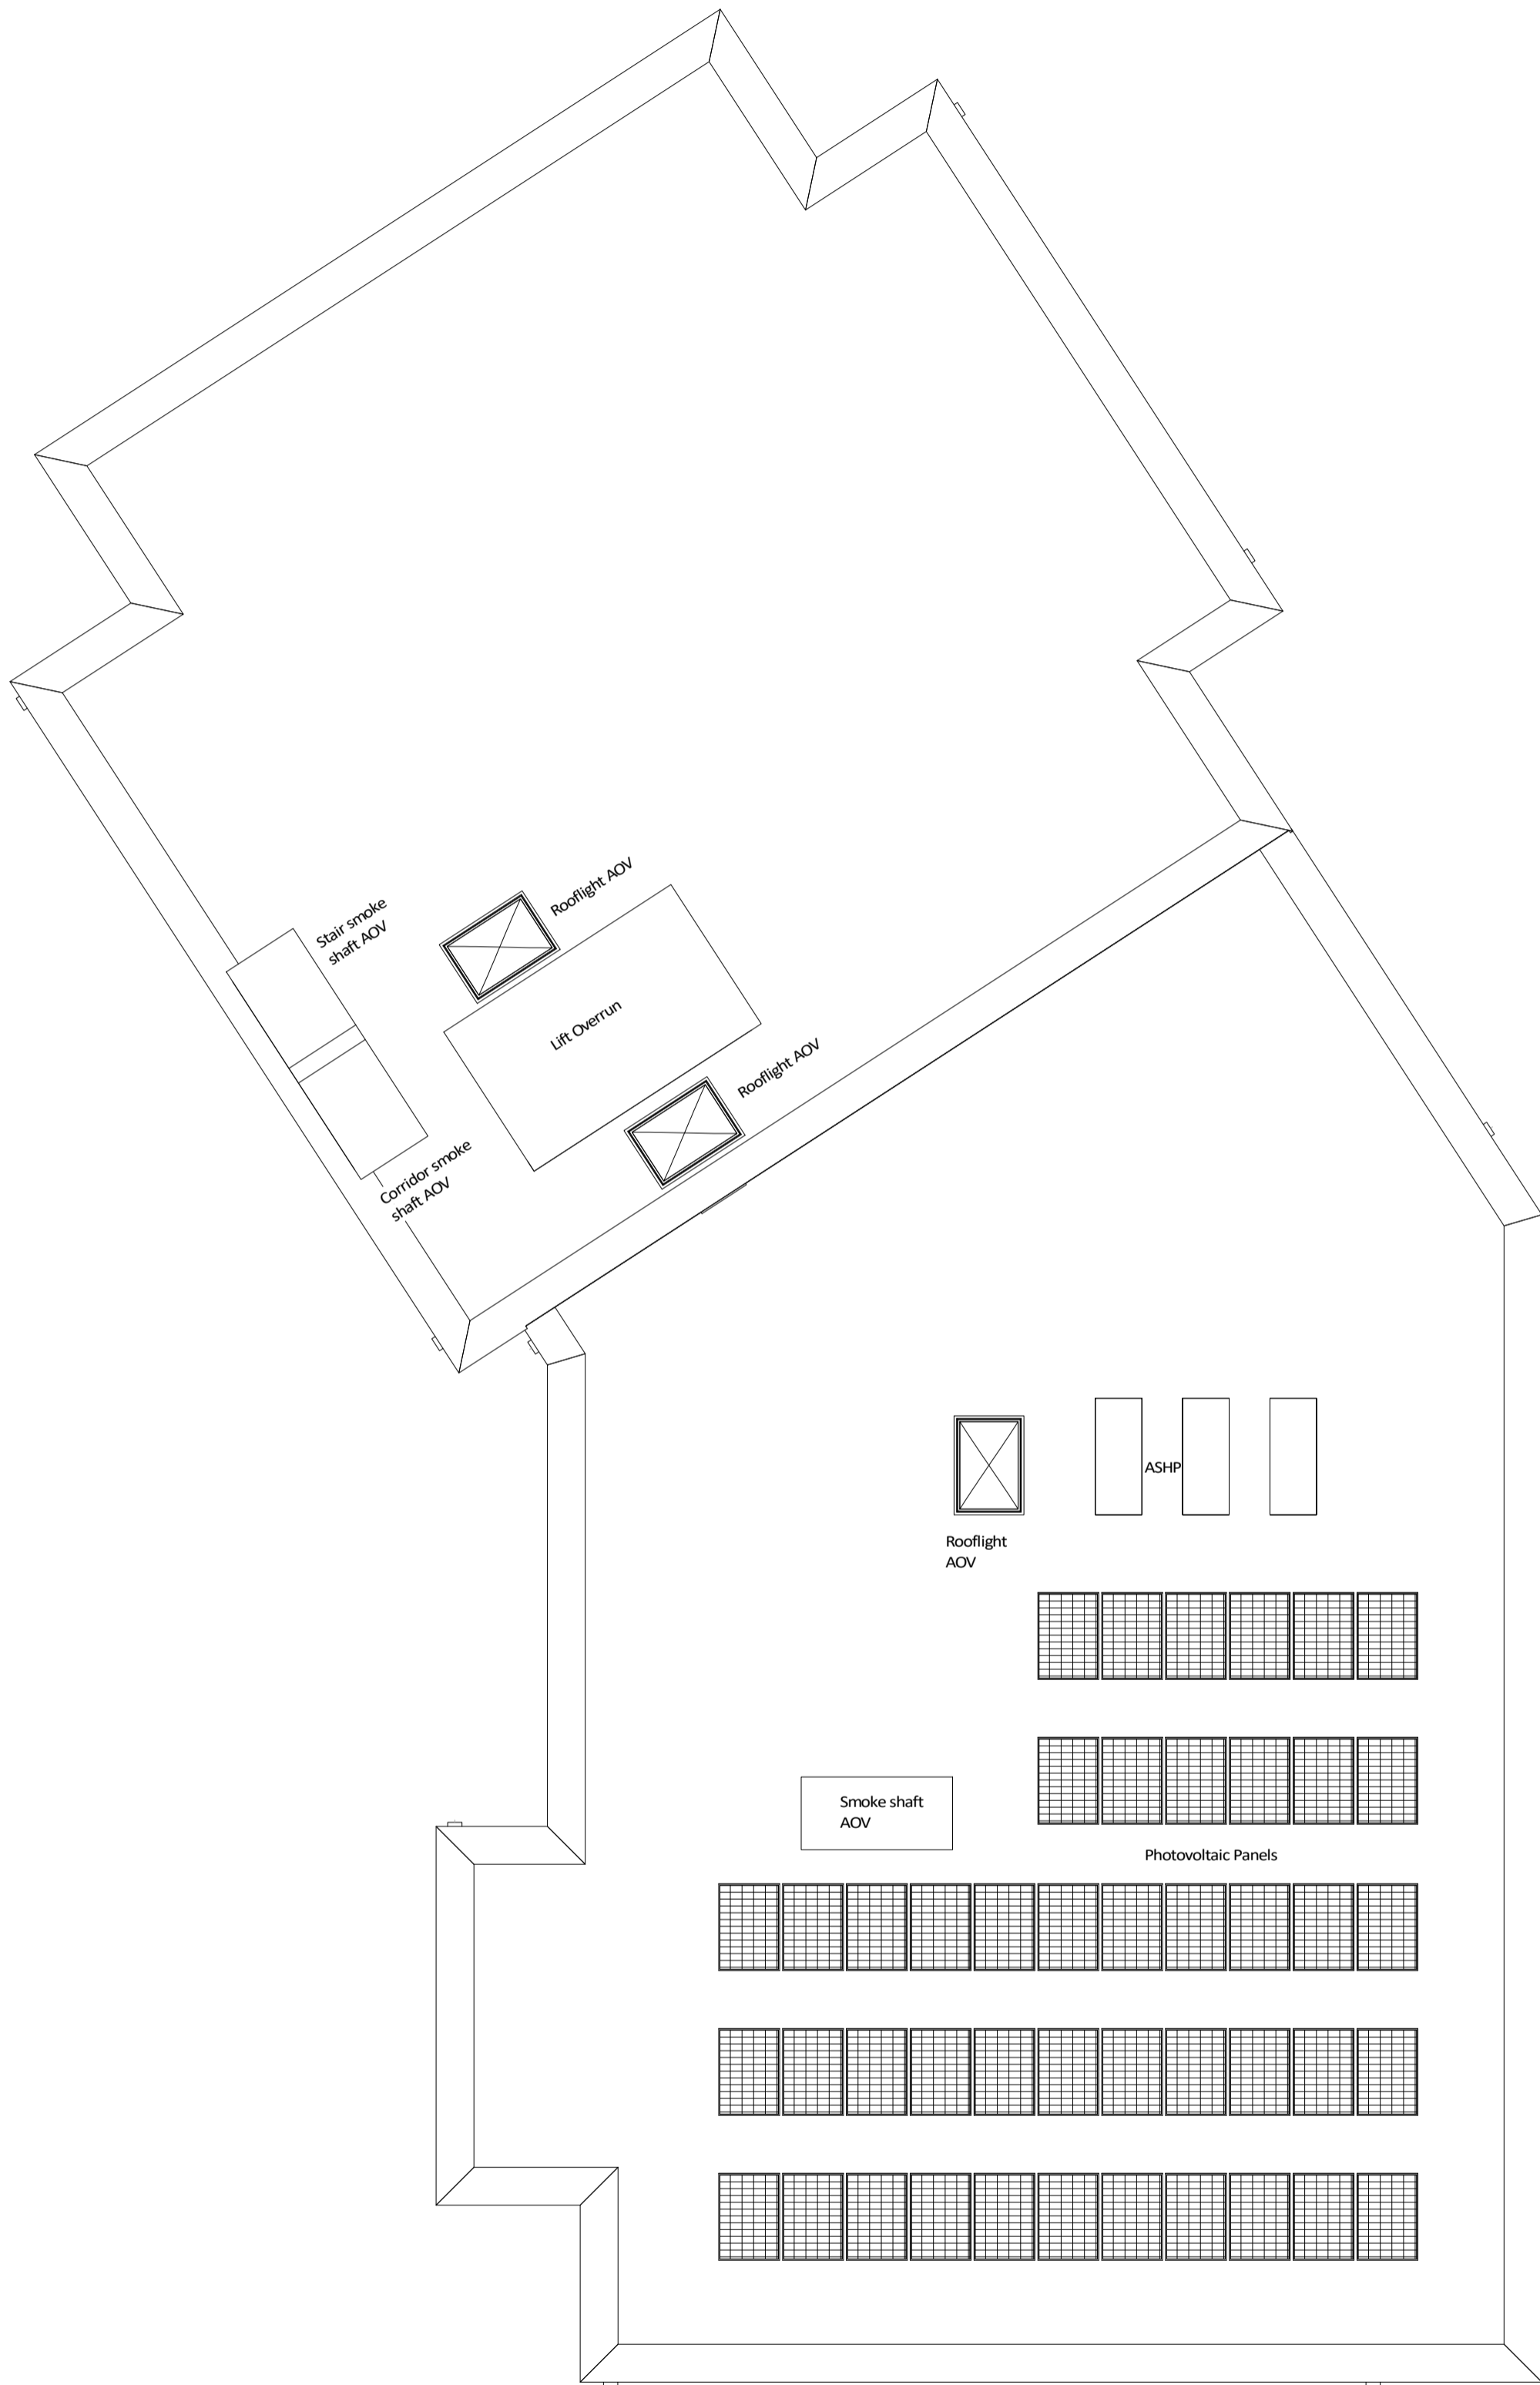 Rooflight AOV
Stair smoke
shaft AOV
Lift Overrun
Rooflight AOV
Corridor smoke
shaft AOV
ASHP
Rooflight
AOV
Smoke shaft
AOV
Photovoltaic Panels